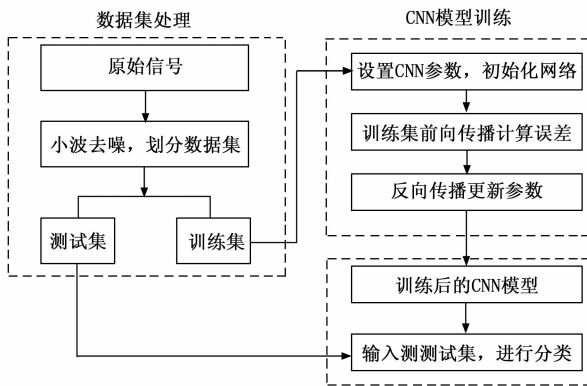 数据集处理
原始信号
小波去噪，划分数据集
测试集
训练集
CNN模型训练
设置CNN参数，初始化网络
训练集前向传播计算误差
反向传播更新参数
训练后的CNN模型
输入测测试集，进行分类